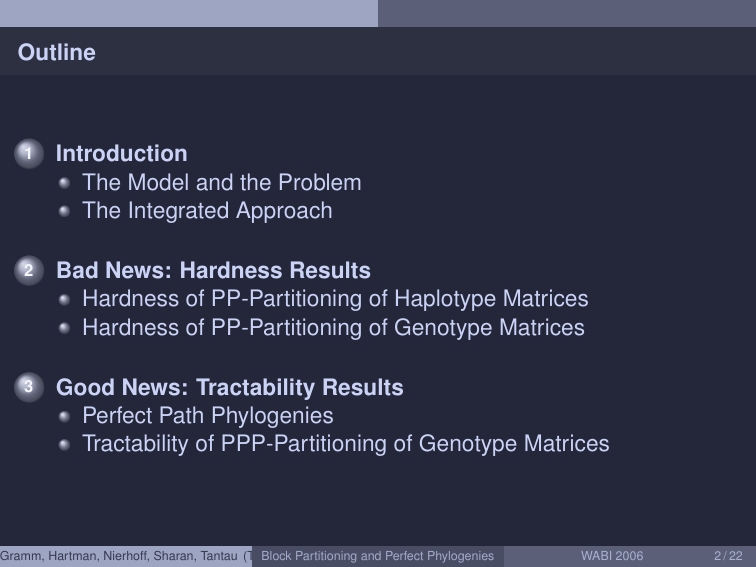 Outline
1 Introduction
The Model and the Problem
The Integrated Approach
2 Bad News: Hardness Results
Hardness of PP-Partitioning of Haplotype Matrices
Hardness of PP-Partitioning of Genotype Matrices
3 Good News: Tractability Results
Perfect Path Phylogenies
Tractability of PPP-Partitioning of Genotype Matrices
Gramm, Hartman, Nierhoff, Sharan, Tantau (T Block Partitioning and Perfect Phylogenies WABI 2006 2 / 22